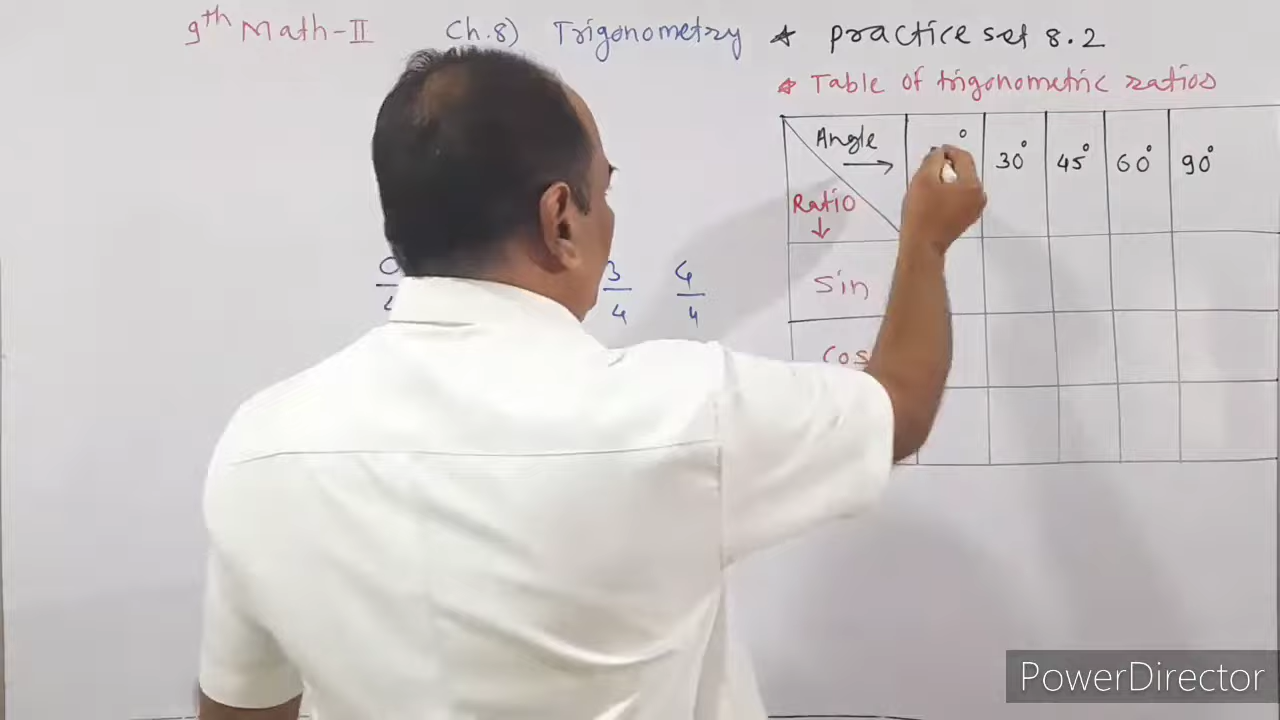 9th Math-II Ch.8) Trigonometry * practice set 8.2
* Table of trigonometric ratios
Angle → ° 30° 45° 60° 90°
Ratio ↓
Sin
Cos
3/4 4/4
PowerDirector